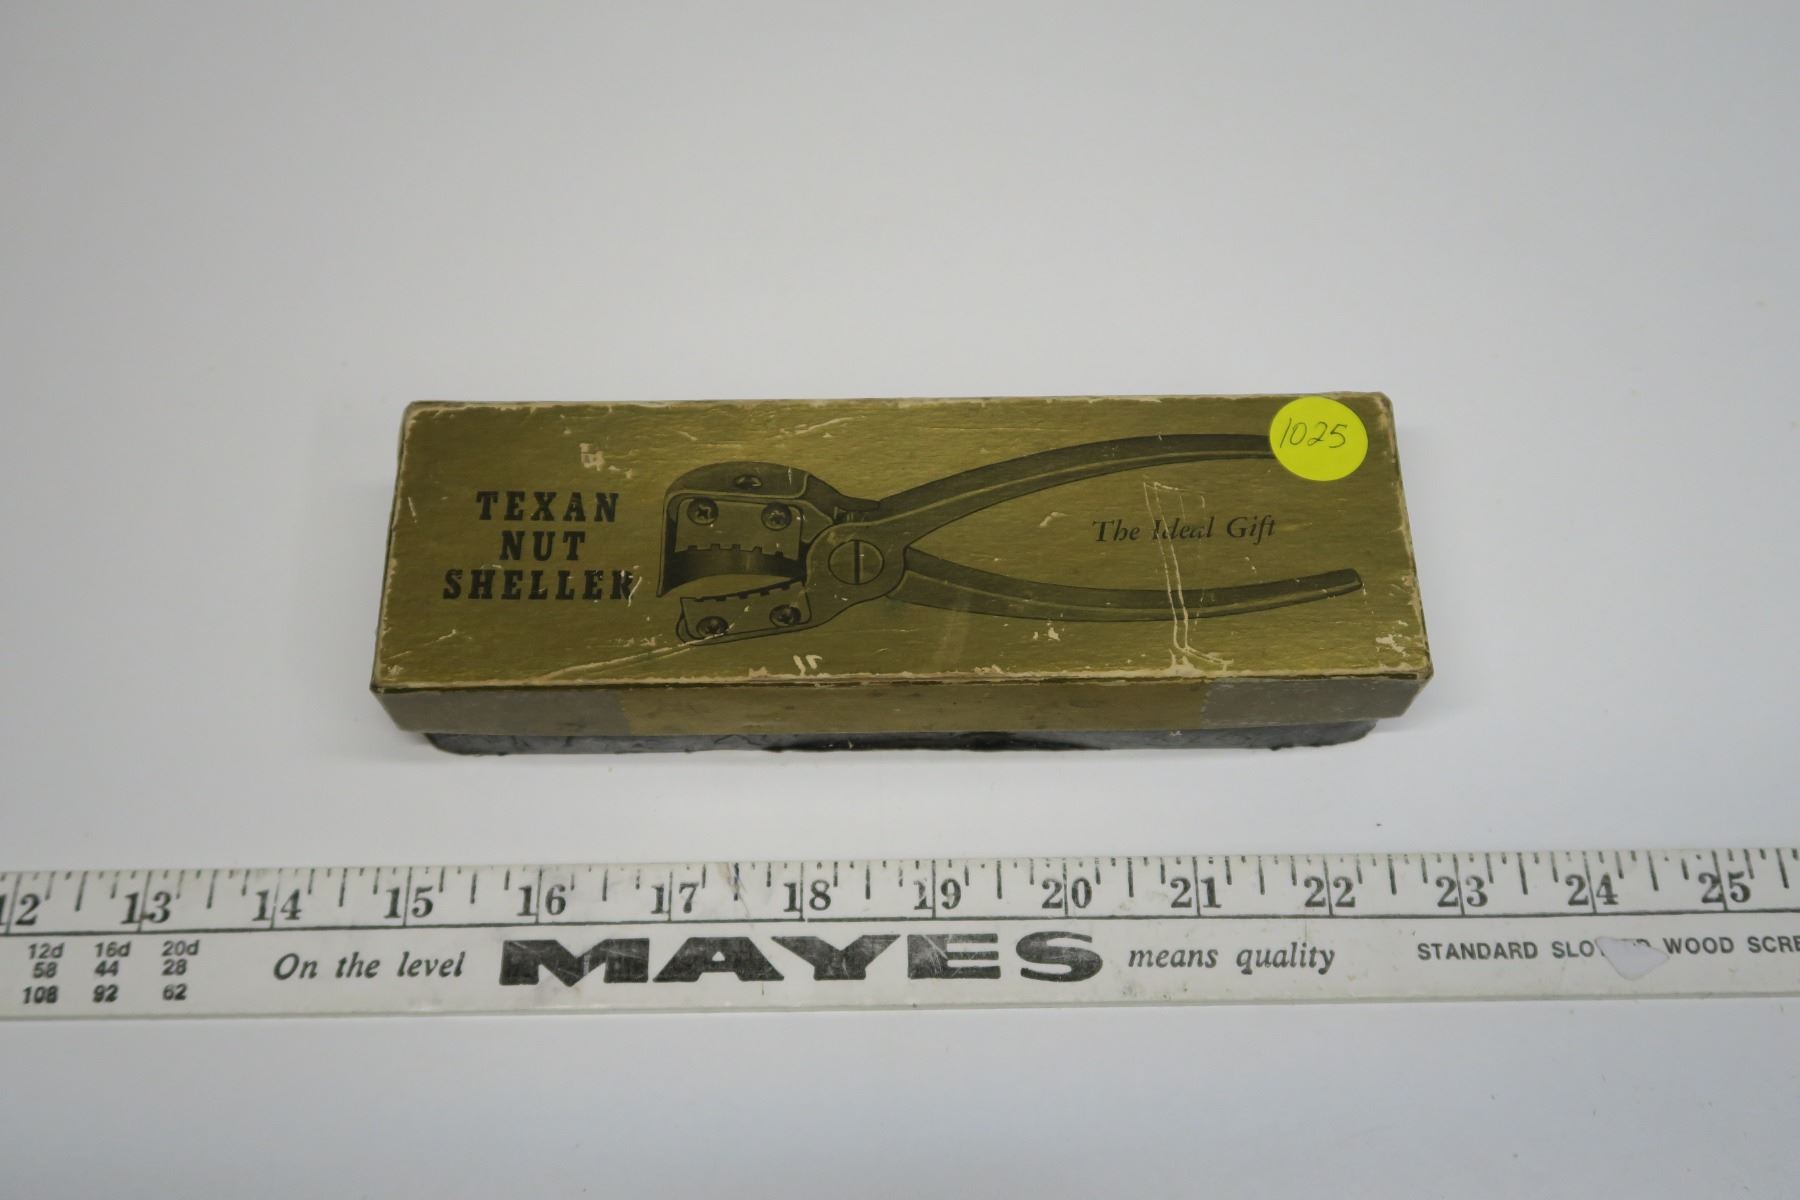 1025
TEXAN
NUT
SHELLER
The Ideal Gift
12 13 14 15 16 17 18 19 20 21 22 23 24 25
12d 16d 20d
58 44 28
108 92 62
On the level MAYES means quality
STANDARD WOOD